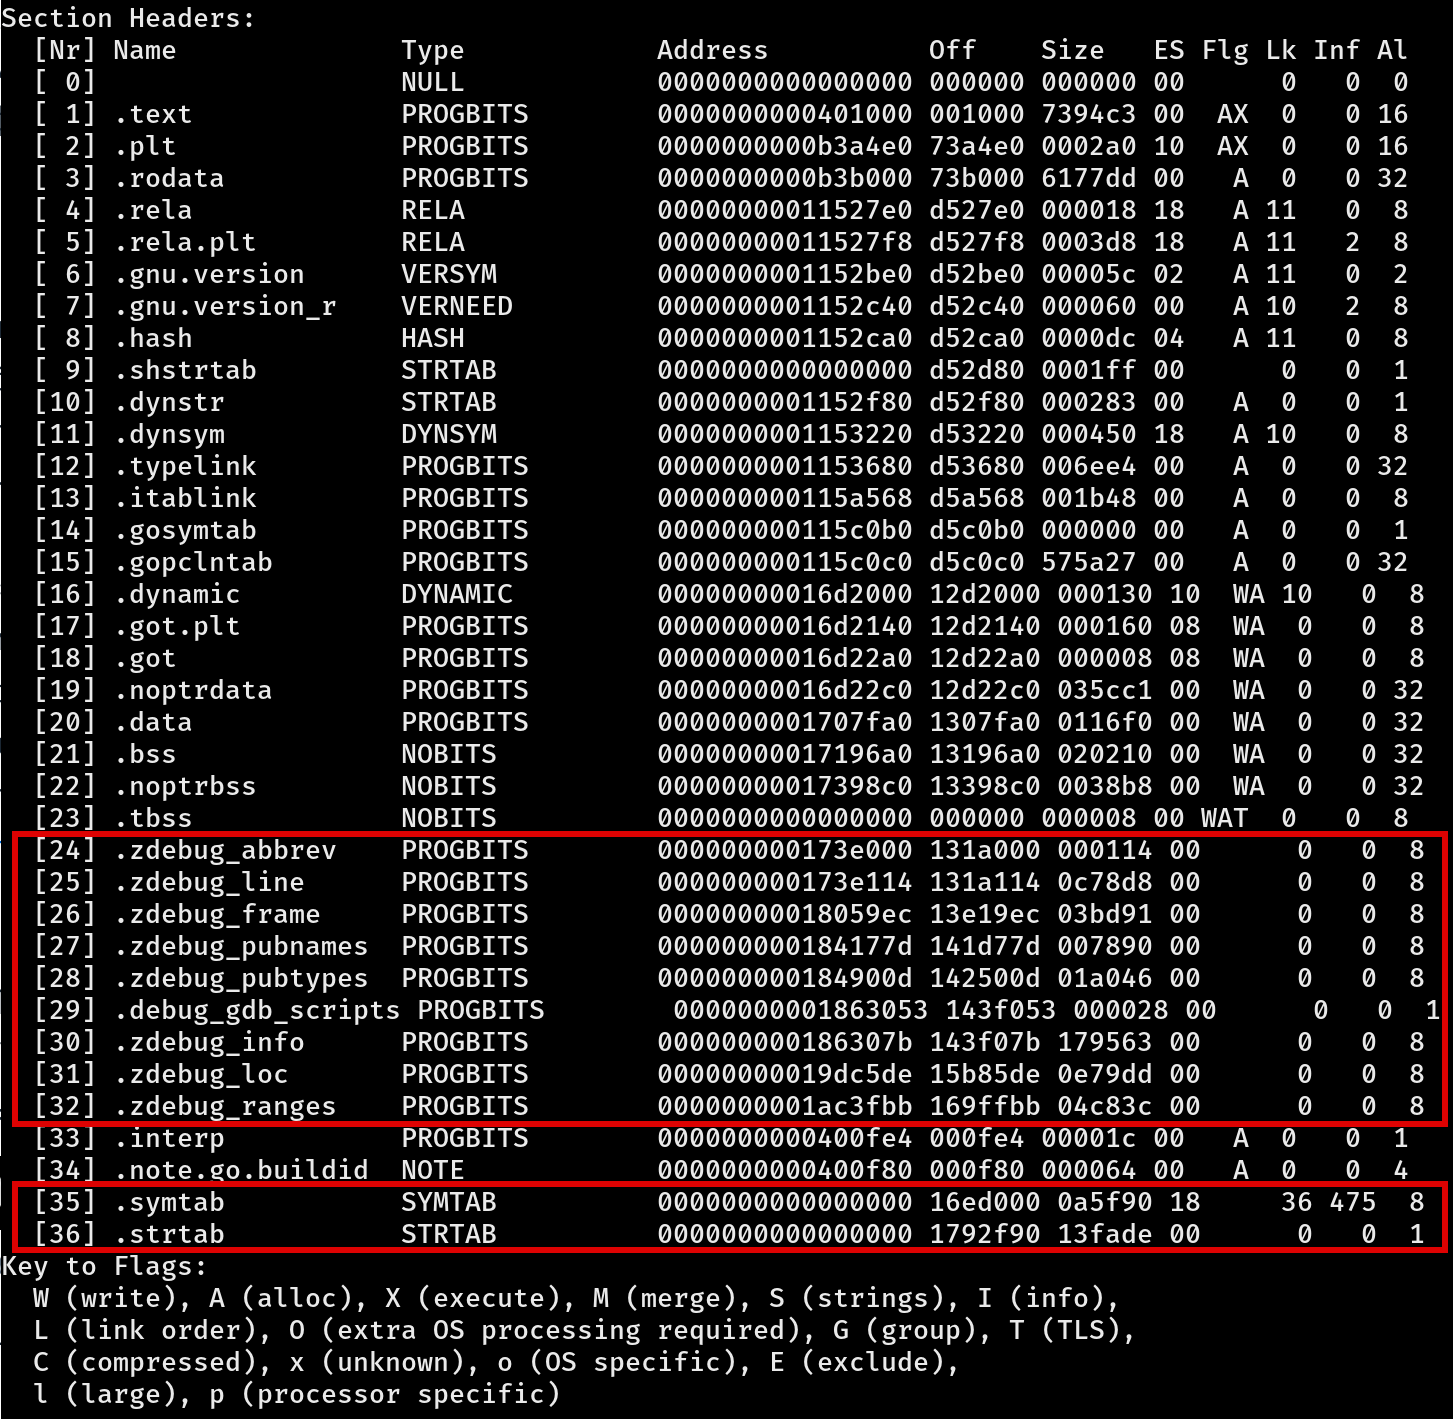 Section Headers:
  [Nr] Name              Type            Address          Off    Size   ES Flg Lk Inf Al
  [ 0]                   NULL            0000000000000000 000000 000000 00      0   0  0
  [ 1] .text             PROGBITS        0000000000401000 001000 7394c3 00  AX  0   0 16
  [ 2] .plt              PROGBITS        0000000000b3a4e0 73a4e0 0002a0 10  AX  0   0 16
  [ 3] .rodata           PROGBITS        0000000000b3b000 73b000 6177dd 00   A  0   0 32
  [ 4] .rela             RELA            00000000011527e0 d527e0 000018 18   A 11   0  8
  [ 5] .rela.plt         RELA            00000000011527f8 d527f8 0003d8 18   A 11   2  8
  [ 6] .gnu.version      VERSYM          0000000001152be0 d52be0 00005c 02   A 11   0  2
  [ 7] .gnu.version_r    VERNEED         0000000001152c40 d52c40 000060 00   A 10   2  8
  [ 8] .hash             HASH            0000000001152ca0 d52ca0 0000dc 04   A 11   0  8
  [ 9] .shstrtab         STRTAB          0000000000000000 d52d80 0001ff 00      0   0  1
  [10] .dynstr           STRTAB          0000000001152f80 d52f80 000283 00   A  0   0  1
  [11] .dynsym           DYNSYM          0000000001153220 d53220 000450 18   A 10   0  8
  [12] .typelink         PROGBITS        0000000001153680 d53680 006ee4 00   A  0   0 32
  [13] .itablink         PROGBITS        000000000115a568 d5a568 001b48 00   A  0   0  8
  [14] .gosymtab         PROGBITS        000000000115c0b0 d5c0b0 000000 00   A  0   0  1
  [15] .gopclntab        PROGBITS        000000000115c0c0 d5c0c0 575a27 00   A  0   0 32
  [16] .dynamic          DYNAMIC         00000000016d2000 12d2000 000130 10  WA 10   0  8
  [17] .got.plt          PROGBITS        00000000016d2140 12d2140 000160 08  WA  0   0  8
  [18] .got              PROGBITS        00000000016d22a0 12d22a0 000008 08  WA  0   0  8
  [19] .noptrdata        PROGBITS        00000000016d22c0 12d22c0 035cc1 00  WA  0   0 32
  [20] .data             PROGBITS        0000000001707fa0 1307fa0 0116f0 00  WA  0   0 32
  [21] .bss              NOBITS          00000000017196a0 13196a0 020210 00  WA  0   0 32
  [22] .noptrbss         NOBITS          00000000017398c0 13398c0 0038b8 00  WA  0   0 32
  [23] .tbss             NOBITS          0000000000000000 000000 000008 00 WAT  0   0  8
  [24] .zdebug_abbrev    PROGBITS        000000000173e000 131a000 000114 00      0   0  8
  [25] .zdebug_line      PROGBITS        000000000173e114 131a114 0c78d8 00      0   0  8
  [26] .zdebug_frame     PROGBITS        00000000018059ec 13e19ec 03bd91 00      0   0  8
  [27] .zdebug_pubnames  PROGBITS        000000000184177d 141d77d 007890 00      0   0  8
  [28] .zdebug_pubtypes  PROGBITS        000000000184900d 142500d 01a046 00      0   0  8
  [29] .debug_gdb_scripts PROGBITS        0000000001863053 143f053 000028 00      0   0  1
  [30] .zdebug_info      PROGBITS        000000000186307b 143f07b 179563 00      0   0  8
  [31] .zdebug_loc       PROGBITS        00000000019dc5de 15b85de 0e79dd 00      0   0  8
  [32] .zdebug_ranges    PROGBITS        0000000001ac3fbb 169ffbb 04c83c 00      0   0  8
  [33] .interp           PROGBITS        0000000000400fe4 000fe4 00001c 00   A  0   0  1
  [34] .note.go.buildid  NOTE            0000000000400f80 000f80 000064 00   A  0   0  4
  [35] .symtab           SYMTAB          0000000000000000 16ed000 0a5f90 18     36 475  8
  [36] .strtab           STRTAB          0000000000000000 1792f90 13fade 00      0   0  1
Key to Flags:
  W (write), A (alloc), X (execute), M (merge), S (strings), I (info),
  L (link order), O (extra OS processing required), G (group), T (TLS),
  C (compressed), x (unknown), o (OS specific), E (exclude),
  l (large), p (processor specific)